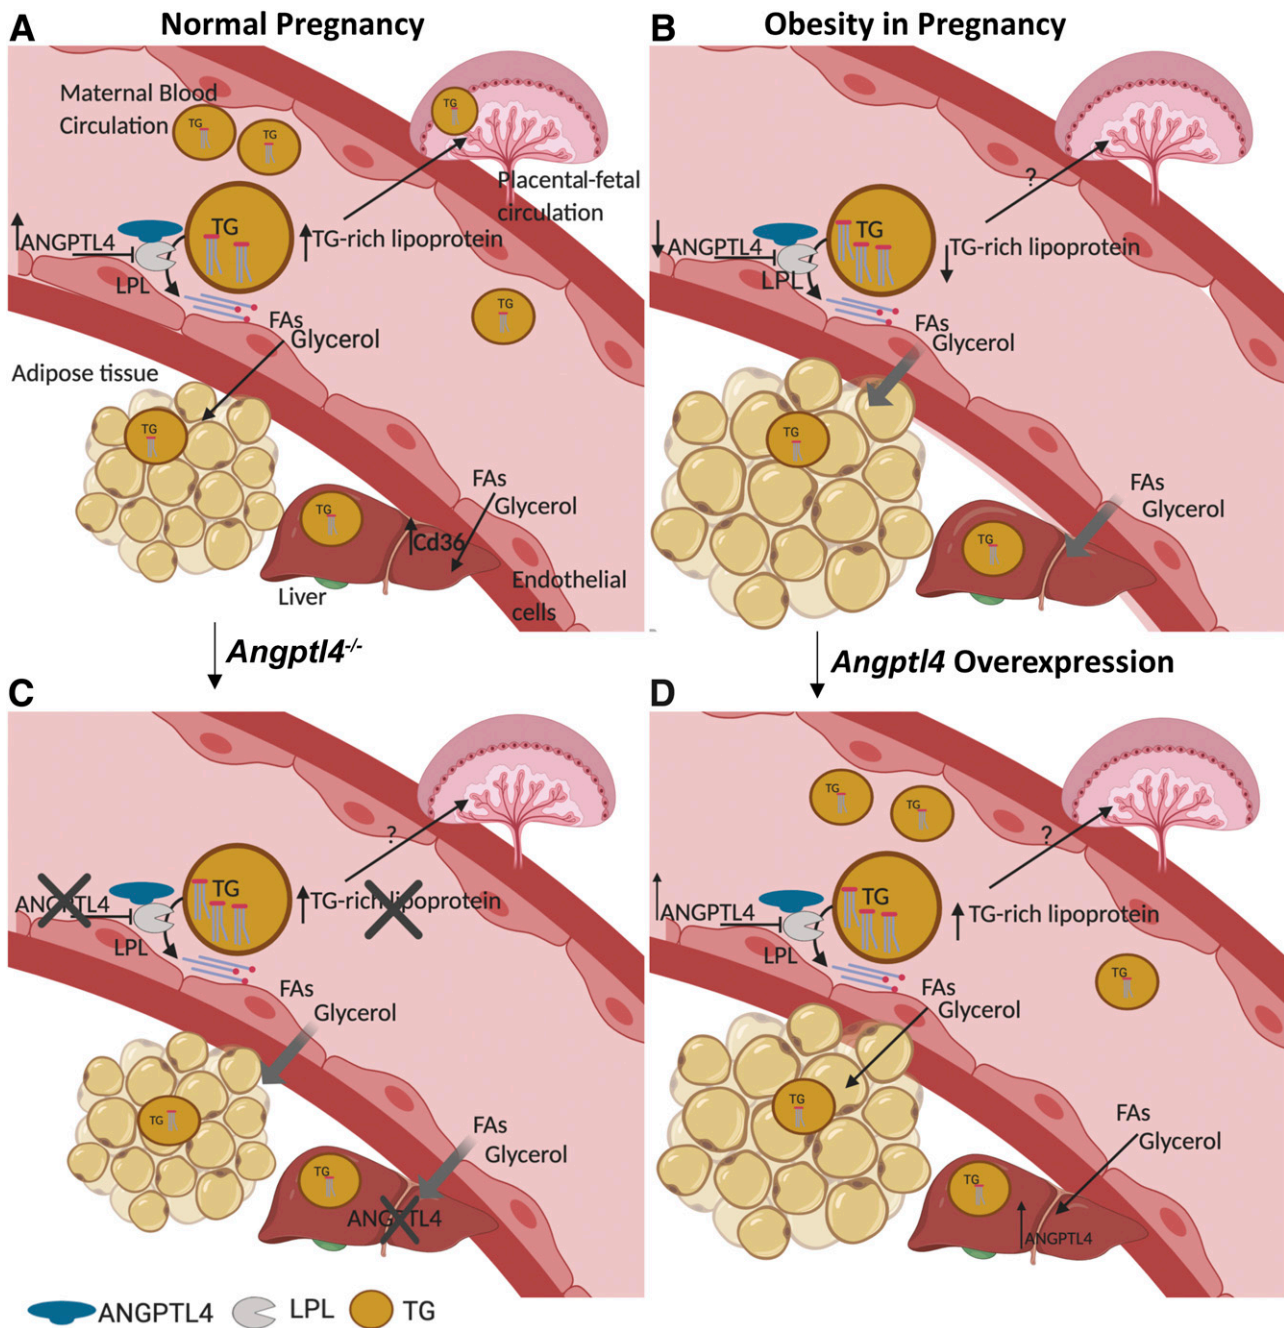 A Normal Pregnancy
B Obesity in Pregnancy
Maternal Blood
Circulation
TG
TG
TG
Placental-fetal
circulation
↑ANGPTL4
TG
↑TG-rich lipoprotein
LPL
TG
FAs
Glycerol
Adipose tissue
TG
FAs
Glycerol
TG
↑Cd36
Endothelial
cells
Liver
?
↓ANGPTL4
TG
↓TG-rich lipoprotein
LPL
FAs
Glycerol
TG
FAs
Glycerol
TG
Angptl4-/-
Angptl4 Overexpression
C
D
?
ANGPTL4
TG
↑TG-rich lipoprotein
LPL
FAs
Glycerol
TG
FAs
Glycerol
TG
ANGPTL4
TG
TG
?
↑ANGPTL4
TG
↑TG-rich lipoprotein
LPL
TG
FAs
Glycerol
TG
FAs
Glycerol
TG
↑ANGPTL4
ANGPTL4 LPL TG